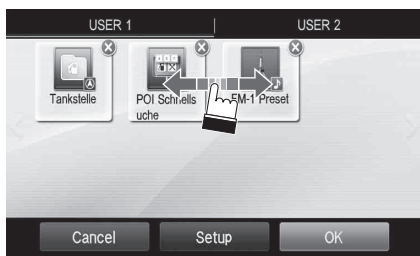 USER 1
USER 2
Tankstelle
POI Schnells
uche
FM-1 Preset
Cancel
Setup
OK